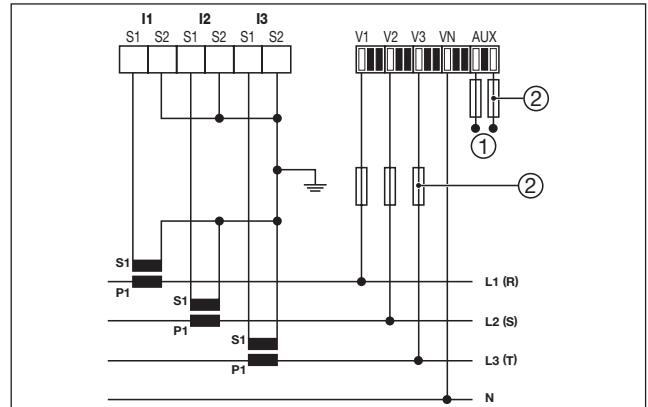 I1 I2 I3
S1 S2 S1 S2 S1 S2 V1 V2 V3 VN AUX
2
1
2
S1
P1 L1 (R)
S1
P1 L2 (S)
S1
P1 L3 (T)
N